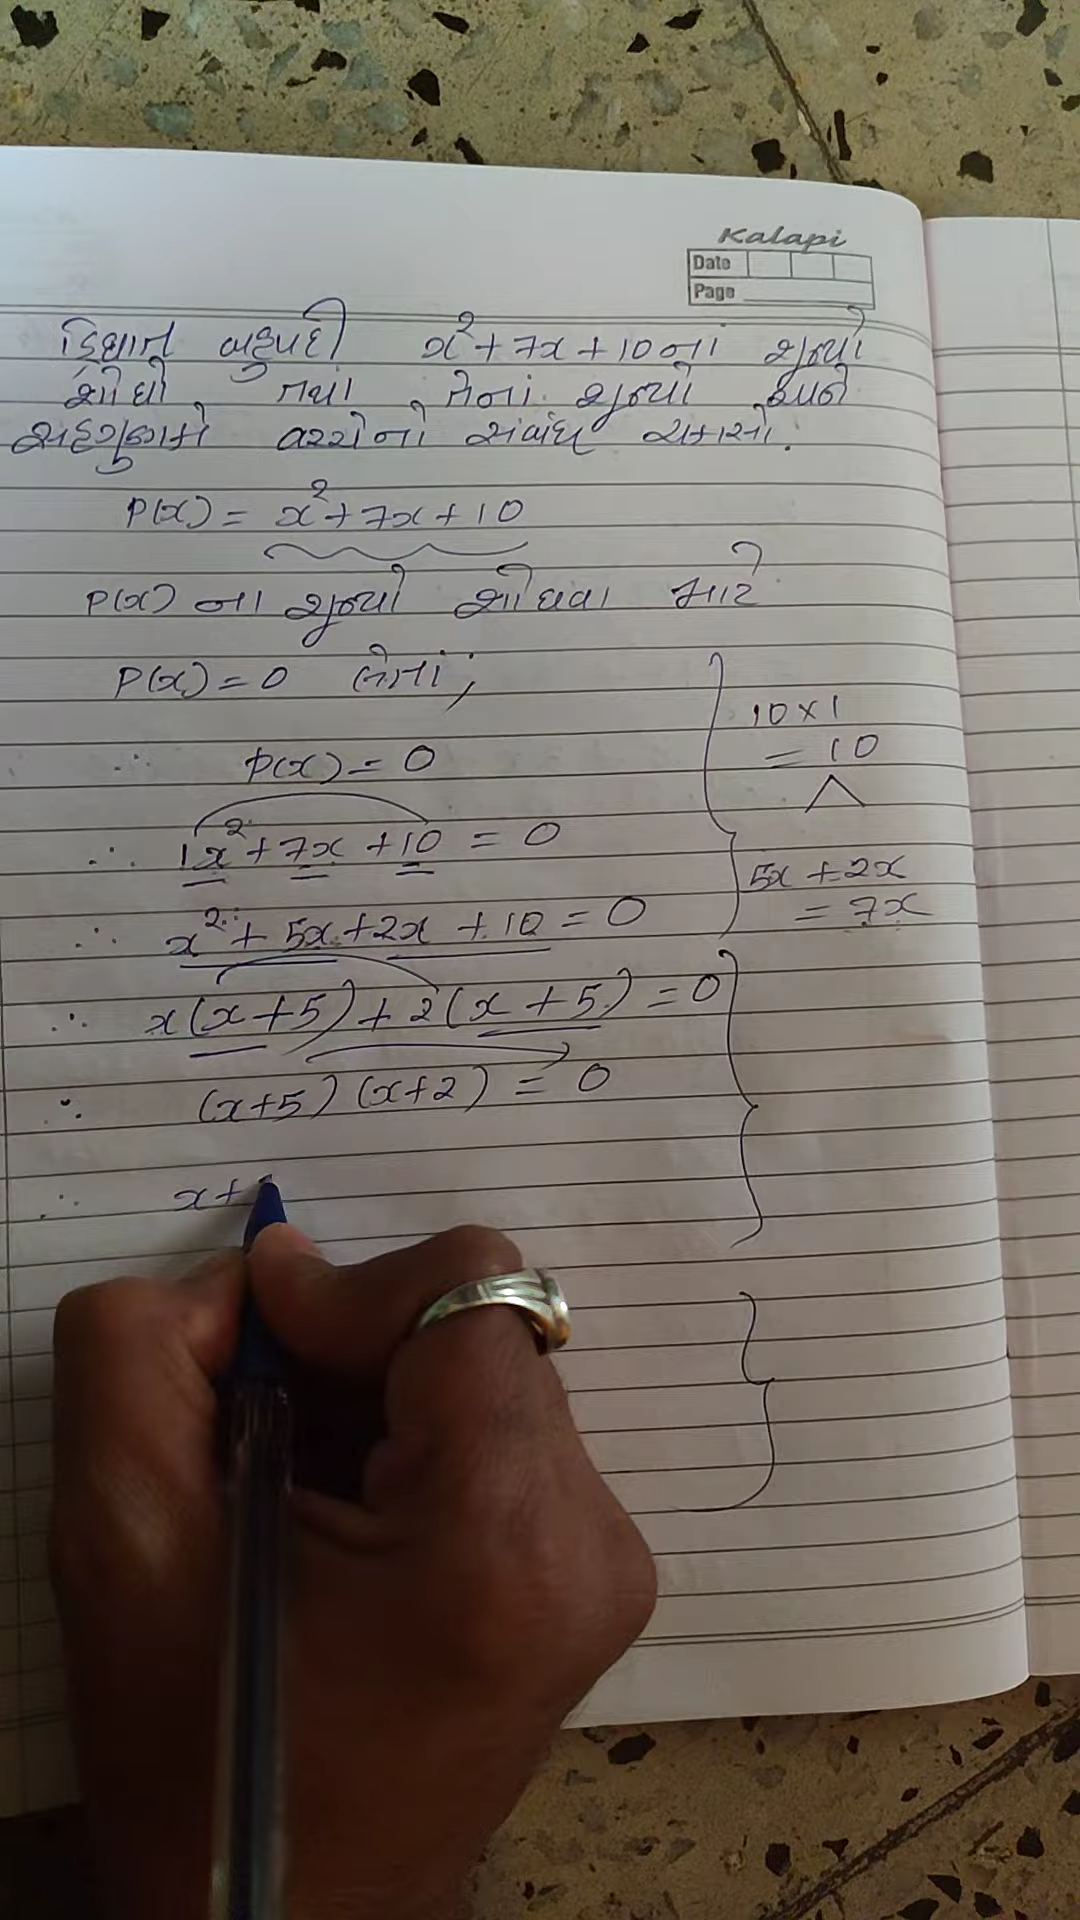 Kalapi
Date
Page
દ્વિઘાત બહુપદી x²+7x+10નાં શૂન્યો
શોધો તથા તેનાં શૂન્યો અને
સહગુણકો વચ્ચેનો સંબંધ ચકાસો.
P(x) = x²+7x+10
P(x) ના શૂન્યો શોધવા માટે
P(x) = 0 લેતાં;
∴ P(x) = 0
∴ 1x²+7x+10 = 0
∴ x²+5x+2x+10 = 0
∴ x(x+5)+2(x+5) = 0
∴ (x+5)(x+2) = 0
∴ x+
10×1
= 10
5x+2x
= 7x